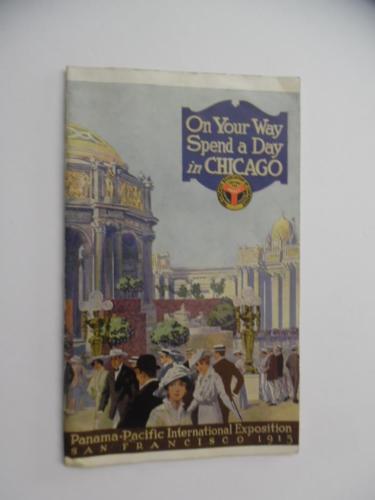 On Your Way
Spend a Day
in CHICAGO
Panama-Pacific International Exposition
SAN FRANCISCO 1915